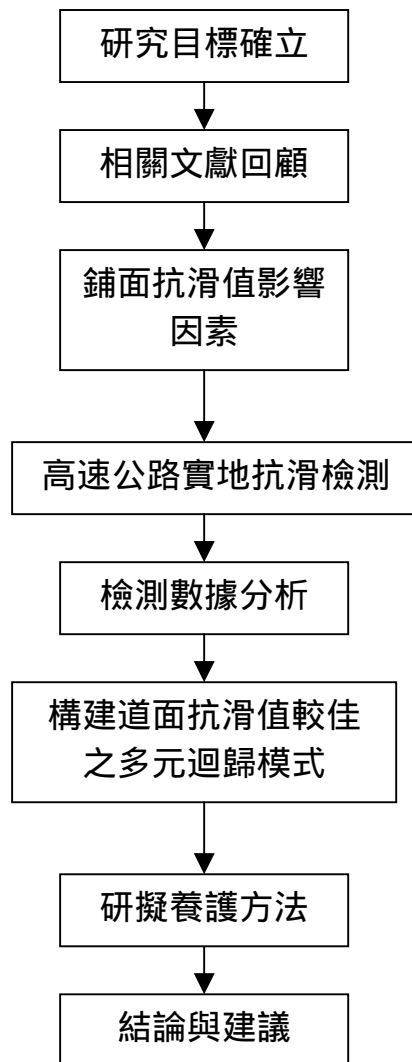 研究目標確立
相關文獻回顧
鋪面抗滑值影響
因素
高速公路實地抗滑檢測
檢測數據分析
構建道面抗滑值較佳
之多元迴歸模式
研擬養護方法
結論與建議